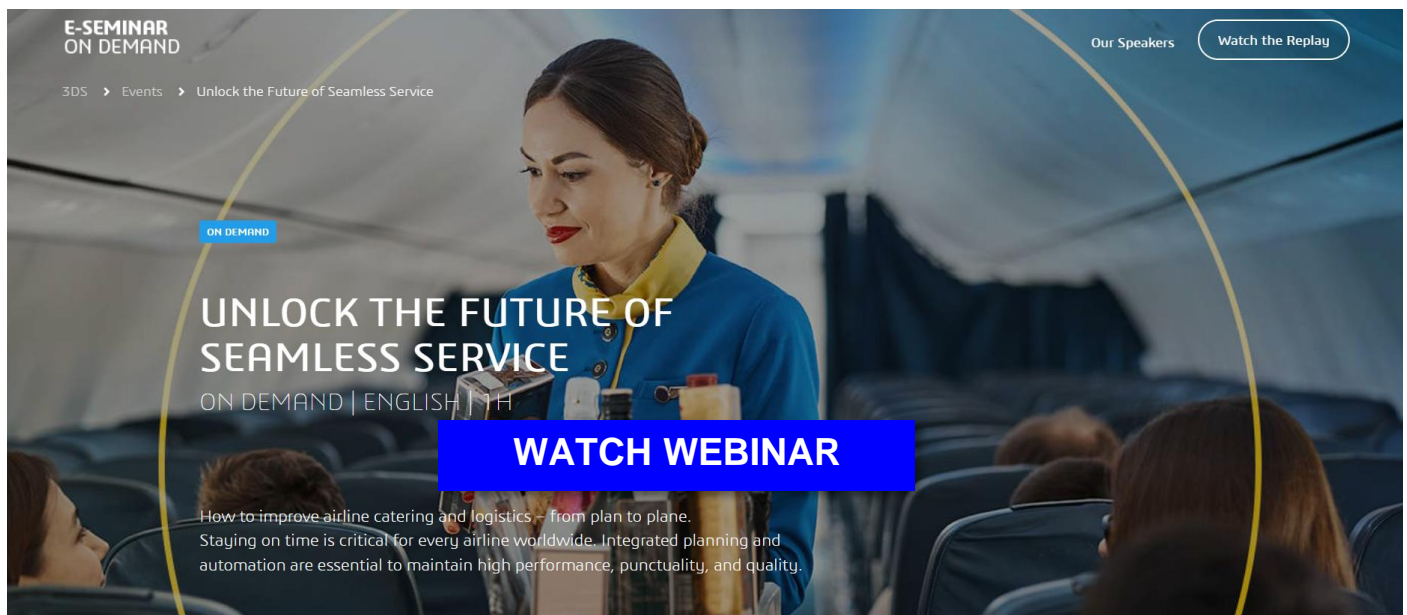 E-SEMINAR
ON DEMAND
Our Speakers
Watch the Replay
3DS > Events > Unlock the Future of Seamless Service
ON DEMAND
UNLOCK THE FUTURE OF
SEAMLESS SERVICE
ON DEMAND | ENGLISH | 1H
WATCH WEBINAR
How to improve airline catering and logistics – from plan to plane.
Staying on time is critical for every airline worldwide. Integrated planning and
automation are essential to maintain high performance, punctuality, and quality.